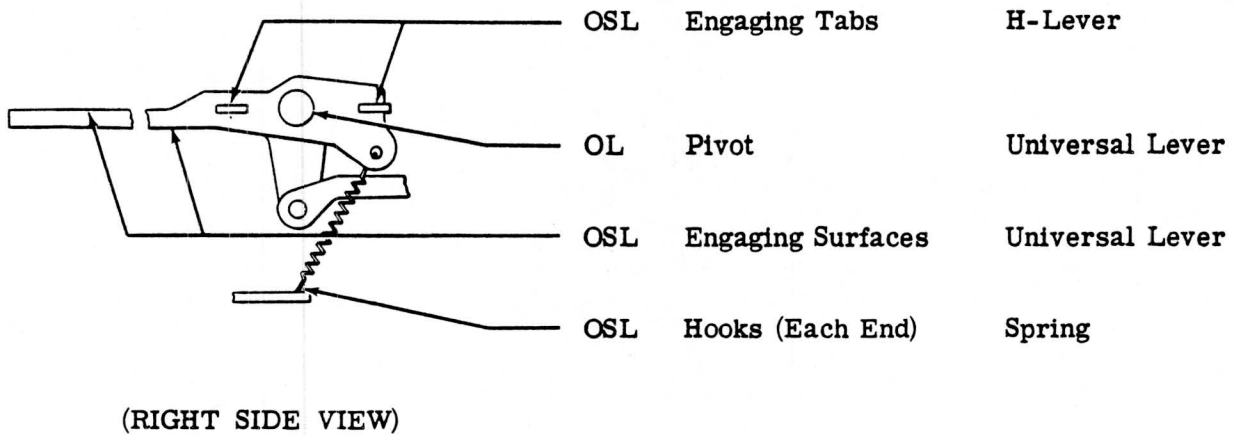 OSL Engaging Tabs H-Lever
OL Pivot Universal Lever
OSL Engaging Surfaces Universal Lever
OSL Hooks (Each End) Spring
(RIGHT SIDE VIEW)